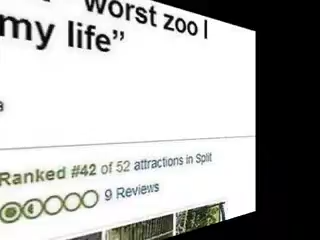 “worst zoo I
my life”
Ranked #42 of 52 attractions in Split
9 Reviews